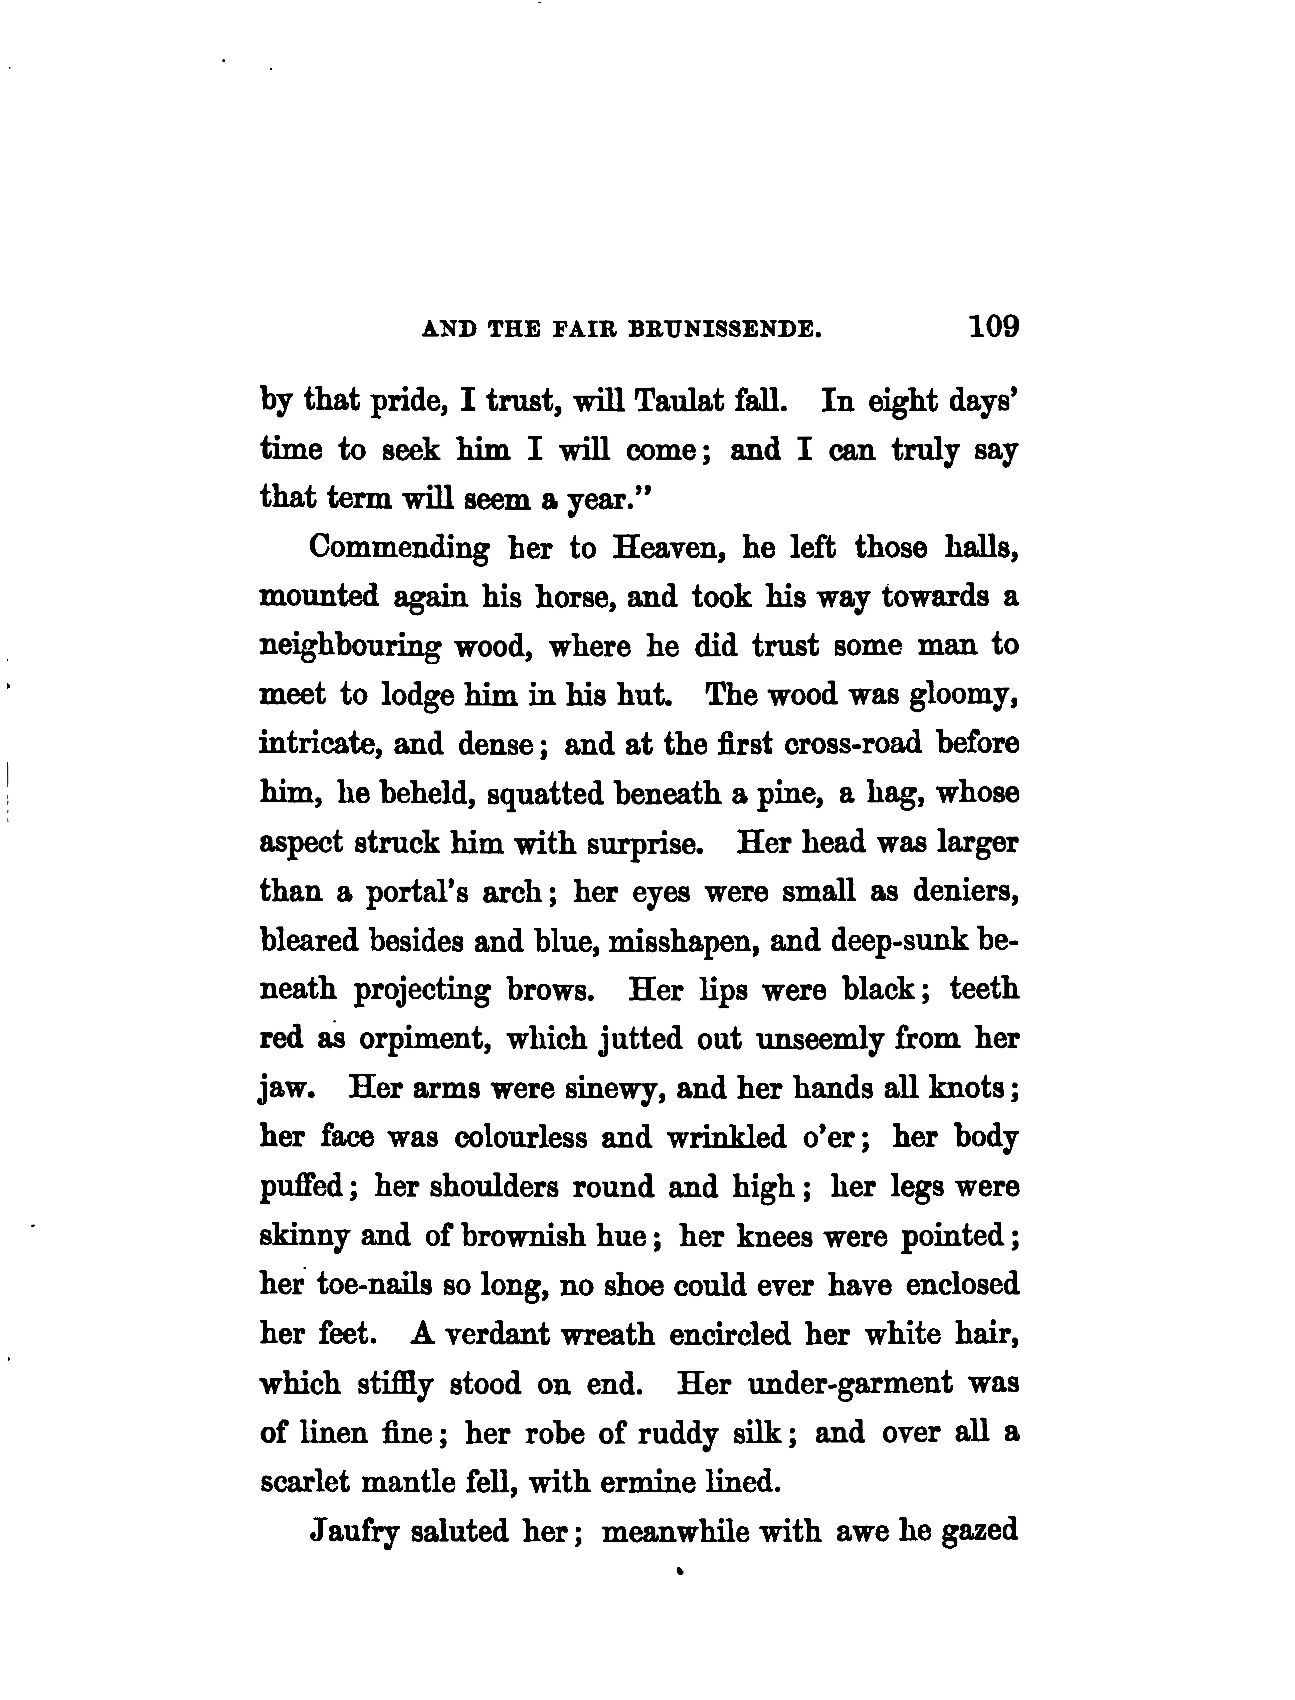 AND THE FAIR BRUNISSENDE. 109
by that pride, I trust, will Taulat fall. In eight days'
time to seek him I will come; and I can truly say
that term will seem a year."
Commending her to Heaven, he left those halls,
mounted again his horse, and took his way towards a
neighbouring wood, where he did trust some man to
meet to lodge him in his hut. The wood was gloomy,
intricate, and dense; and at the first cross-road before
him, he beheld, squatted beneath a pine, a hag, whose
aspect struck him with surprise. Her head was larger
than a portal's arch; her eyes were small as deniers,
bleared besides and blue, misshapen, and deep-sunk be-
neath projecting brows. Her lips were black; teeth
red as orpiment, which jutted out unseemly from her
jaw. Her arms were sinewy, and her hands all knots;
her face was colourless and wrinkled o'er; her body
puffed; her shoulders round and high; her legs were
skinny and of brownish hue; her knees were pointed;
her toe-nails so long, no shoe could ever have enclosed
her feet. A verdant wreath encircled her white hair,
which stiffly stood on end. Her under-garment was
of linen fine; her robe of ruddy silk; and over all a
scarlet mantle fell, with ermine lined.
Jaufry saluted her; meanwhile with awe he gazed